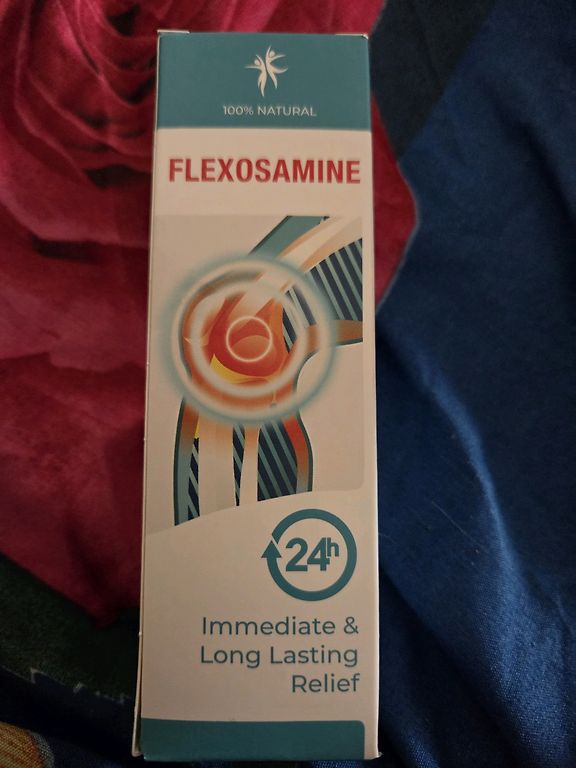 100% NATURAL
FLEXOSAMINE
24h
Immediate &
Long Lasting
Relief